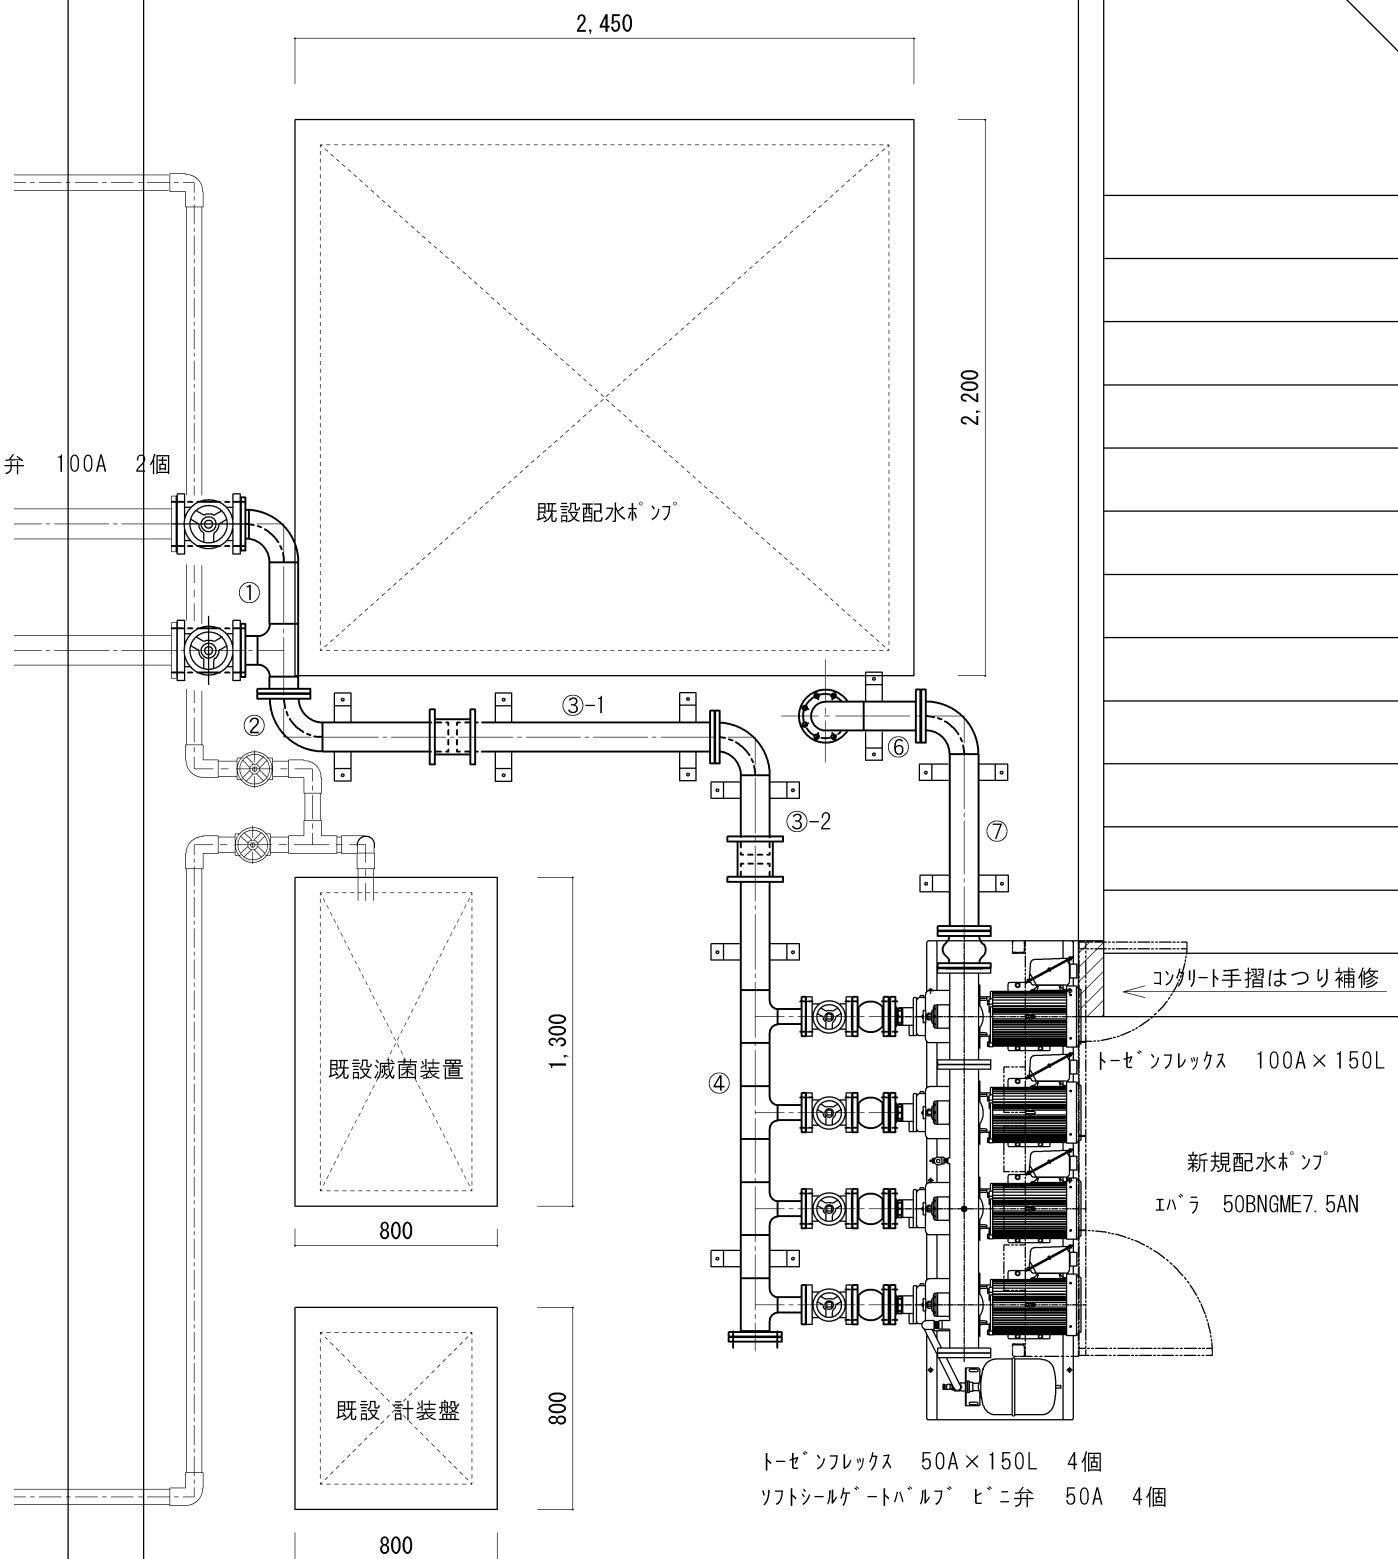 2,450
2,200
弁 100A 2個
既設配水ﾎﾟﾝﾌﾟ
①
②
③-1
⑥
③-2
⑦
コンクリート手摺はつり補修
1,300
既設滅菌装置
④
トーゼンフレックス 100A×150L
新規配水ﾎﾟﾝﾌﾟ
エバラ 50BNGME7.5AN
800
既設 計装盤
800
トーゼンフレックス 50A×150L 4個
ソフトシールゲートバルブ ビニ弁 50A 4個
800